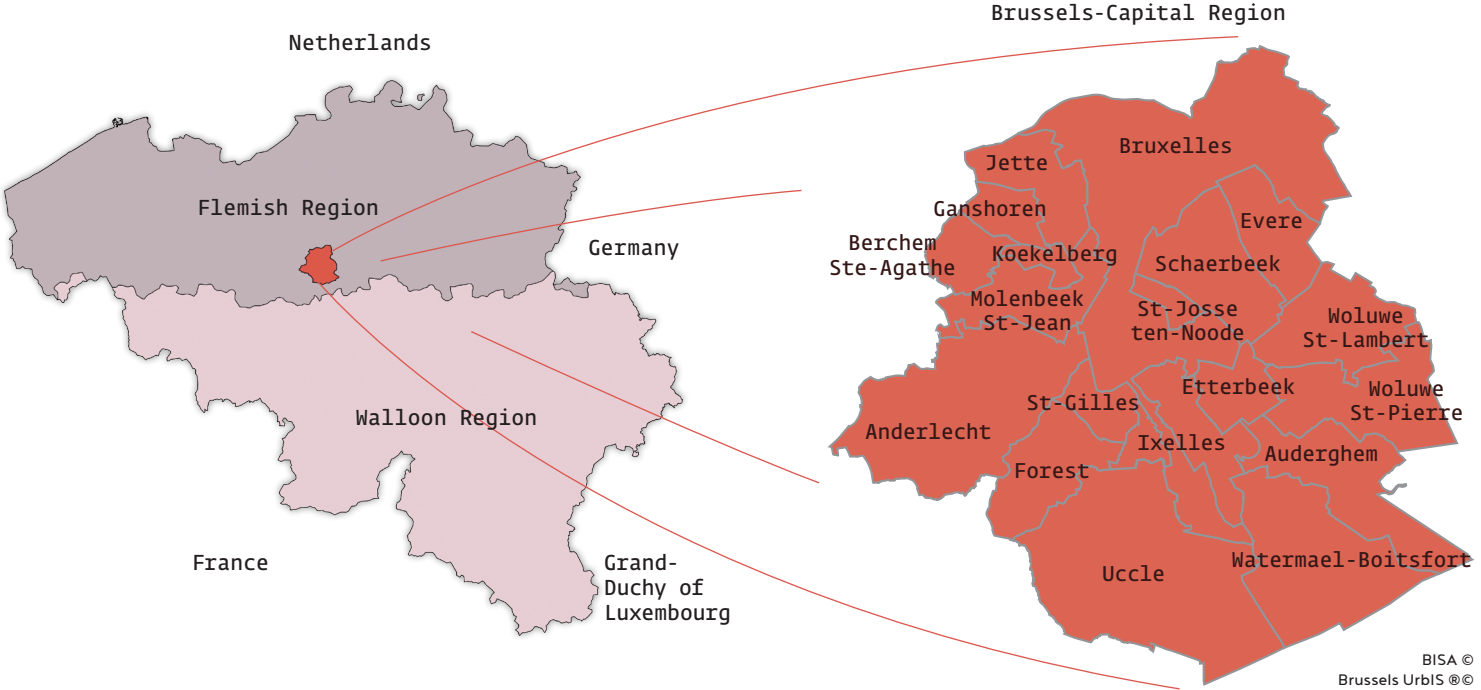 Brussels-Capital Region
Netherlands
Flemish Region
Germany
Walloon Region
France
Grand-
Duchy of
Luxembourg
Bruxelles
Jette
Ganshoren
Evere
Berchem
Ste-Agathe
Koekelberg
Schaerbeek
Molenbeek
St-Jean
St-Josse
ten-Noode
Woluwe
St-Lambert
Etterbeek
Woluwe
St-Pierre
St-Gilles
Anderlecht
Ixelles
Auderghem
Forest
Uccle
Watermael-Boitsfort
BISA ©
Brussels UrbIS ®©